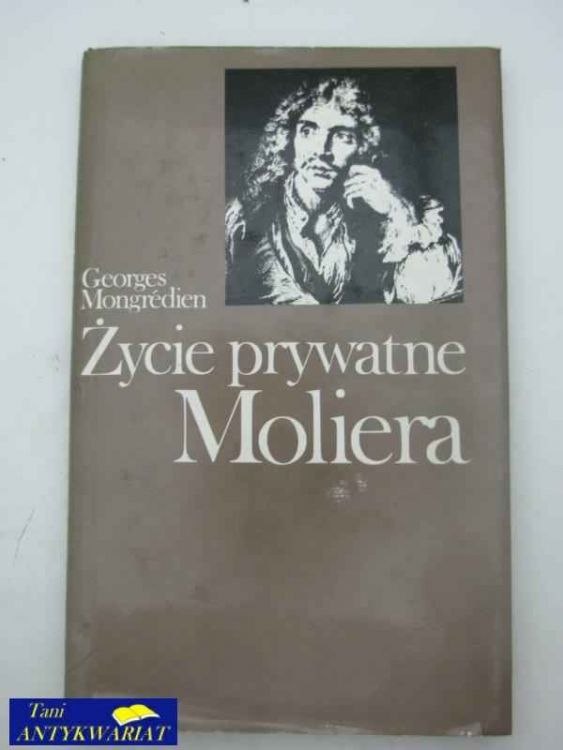 Georges
Mongrédien
Życie prywatne
Moliera
Tani
ANTYKWARIAT